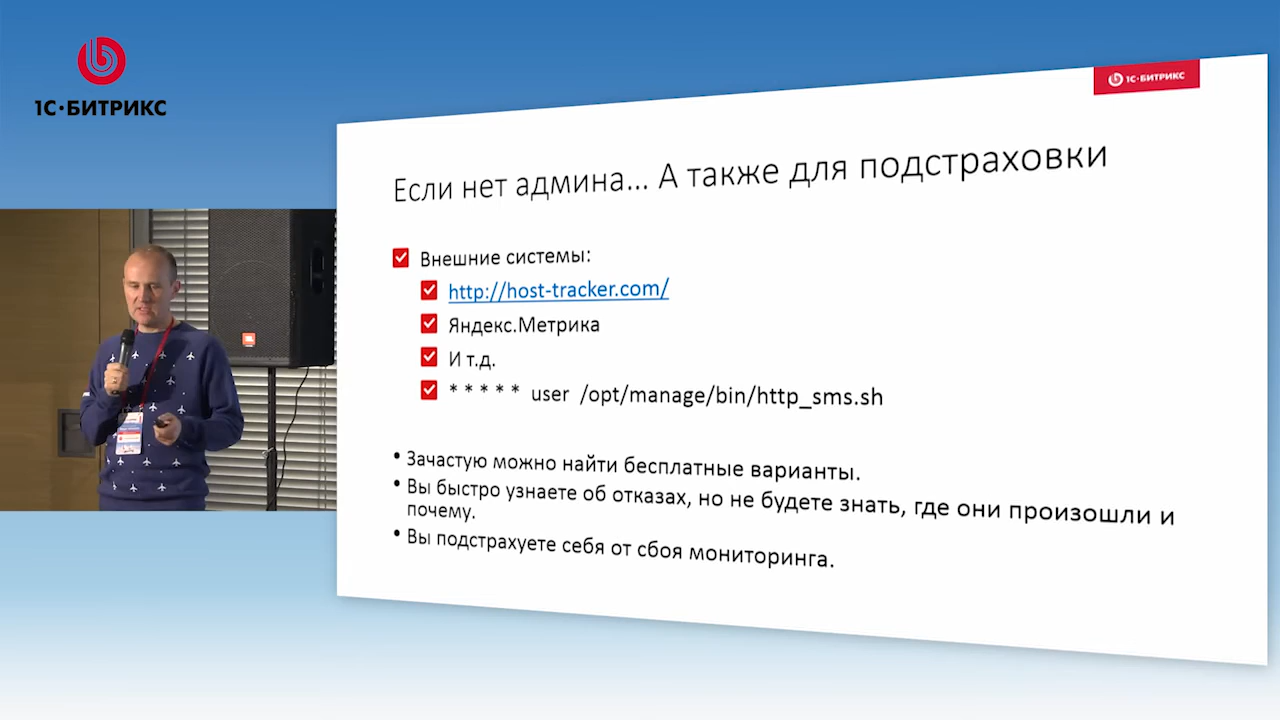 1С·БИТРИКС
1С·БИТРИКС
Если нет админа... А также для подстраховки
Внешние системы:
http://host-tracker.com/
Яндекс.Метрика
И т.д.
* * * * * user /opt/manage/bin/http_sms.sh
• Зачастую можно найти бесплатные варианты.
• Вы быстро узнаете об отказах, но не будете знать, где они произошли и
почему.
• Вы подстрахуете себя от сбоя мониторинга.